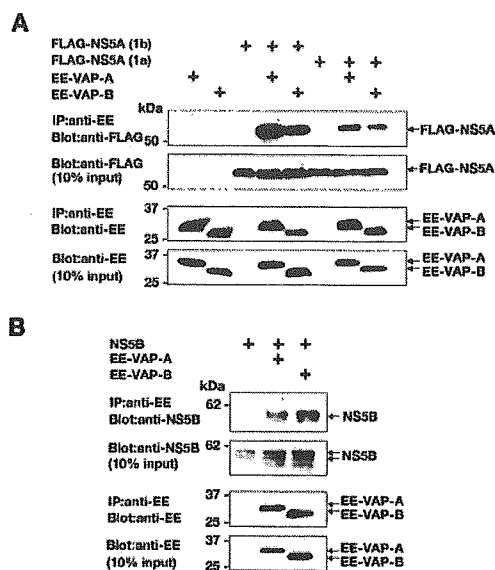 A
FLAG-NS5A (1b) + + +
FLAG-NS5A (1a) + + +
EE-VAP-A + + +
EE-VAP-B + + +
kDa
IP:anti-EE
Blot:anti-FLAG
50
FLAG-NS5A
Blot:anti-FLAG
(10% input)
50
FLAG-NS5A
IP:anti-EE
Blot:anti-EE
37
25
EE-VAP-A
EE-VAP-B
Blot:anti-EE
(10% input)
37
25
EE-VAP-A
EE-VAP-B
B
NS5B + + +
EE-VAP-A +
EE-VAP-B +
kDa
IP:anti-EE
Blot:anti-NS5B
62
NS5B
Blot:anti-NS5B
(10% input)
62
NS5B
IP:anti-EE
Blot:anti-EE
37
25
EE-VAP-A
EE-VAP-B
Blot:anti-EE
(10% input)
37
25
EE-VAP-A
EE-VAP-B